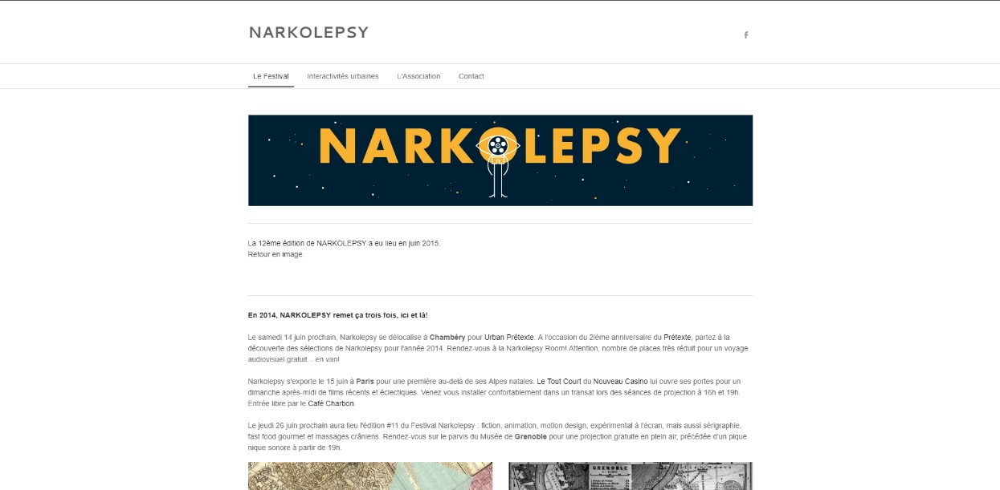 NARKOLEPSY
Le Festival
Interactivités urbaines
L'Association
Contact
NARKOLEPSY
La 12ème édition de NARKOLEPSY a eu lieu en juin 2015.
Retour en image.
En 2014, NARKOLEPSY remet ça trois fois, ici et là!
Le samedi 14 juin prochain, Narkolepsy se délocalise à Chambéry pour Urban Prétexte. A l'occasion du 2ième anniversaire du Prétexte, partez à la
découverte des sélections de Narkolepsy pour l'année 2014. Rendez-vous à la Narkolepsy Room! Attention, nombre de places très réduit pour un voyage
audiovisuel gratuit... en van!
Narkolepsy s'exporte le 15 juin à Paris pour une première au-delà de ses Alpes natales. Le Tout Court du Nouveau Casino lui ouvre ses portes pour un
dimanche après-midi de films récents et éclectiques. Venez vous installer confortablement dans un transat lors des séances de projection à 16h et 19h.
Entrée libre par le Café Charbon.
Le jeudi 26 juin prochain aura lieu l'édition #11 du Festival Narkolepsy : fiction, animation, motion design, expérimental à l'écran, mais aussi sérigraphie,
fast food gourmet et massages crâniens. Rendez-vous sur le parvis du Musée de Grenoble pour une projection gratuite en plein air, précédée d'un pique
nique sonore à partir de 19h.
GRENOBLE